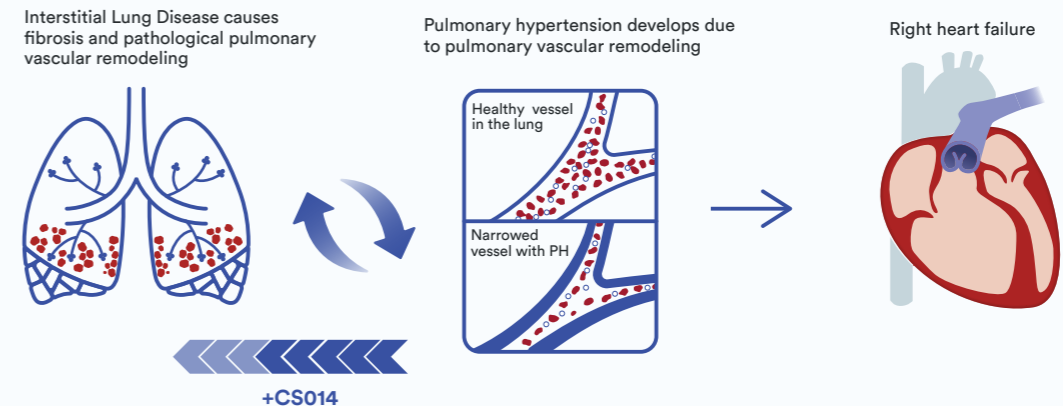 Interstitial Lung Disease causes
fibrosis and pathological pulmonary
vascular remodeling
Pulmonary hypertension develops due
to pulmonary vascular remodeling
Right heart failure
Healthy vessel
in the lung
Narrowed
vessel with PH
+CS014